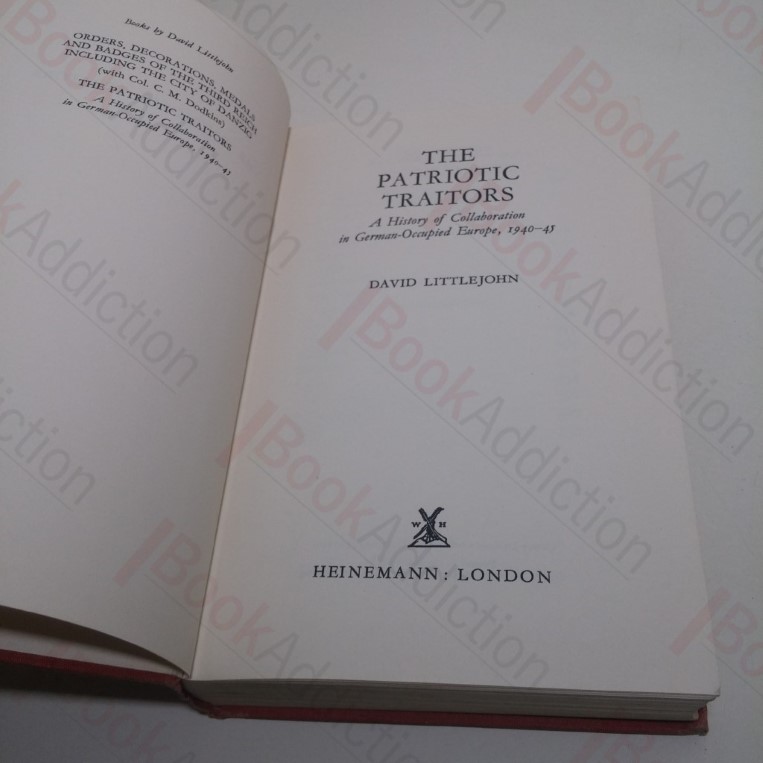 Books by David Littlejohn
ORDERS, DECORATIONS, MEDALS
AND BADGES OF THE THIRD REICH
INCLUDING THE CITY OF DANZIG
(with Col. C. M. Dodkins)
THE PATRIOTIC TRAITORS
A History of Collaboration
in German-Occupied Europe, 1940-45
THE
PATRIOTIC
TRAITORS
A History of Collaboration
in German-Occupied Europe, 1940-45
DAVID LITTLEJOHN
W H
HEINEMANN : LONDON
BookAddiction
BookAddiction
BookAddiction
BookAddiction